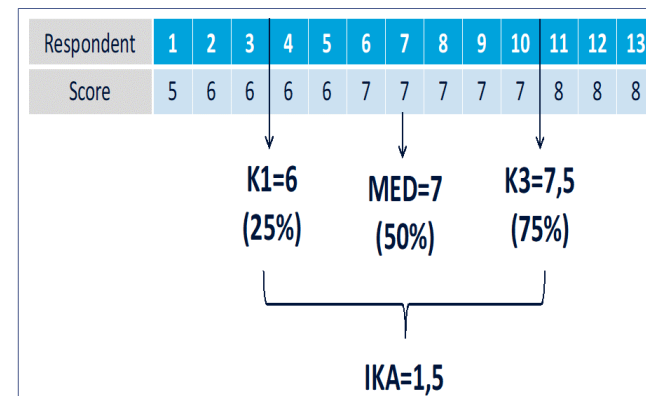 Respondent 1 2 3 4 5 6 7 8 9 10 11 12 13
Score 5 6 6 6 6 7 7 7 7 7 8 8 8
K1=6 MED=7 K3=7,5
(25%) (50%) (75%)
IKA=1,5